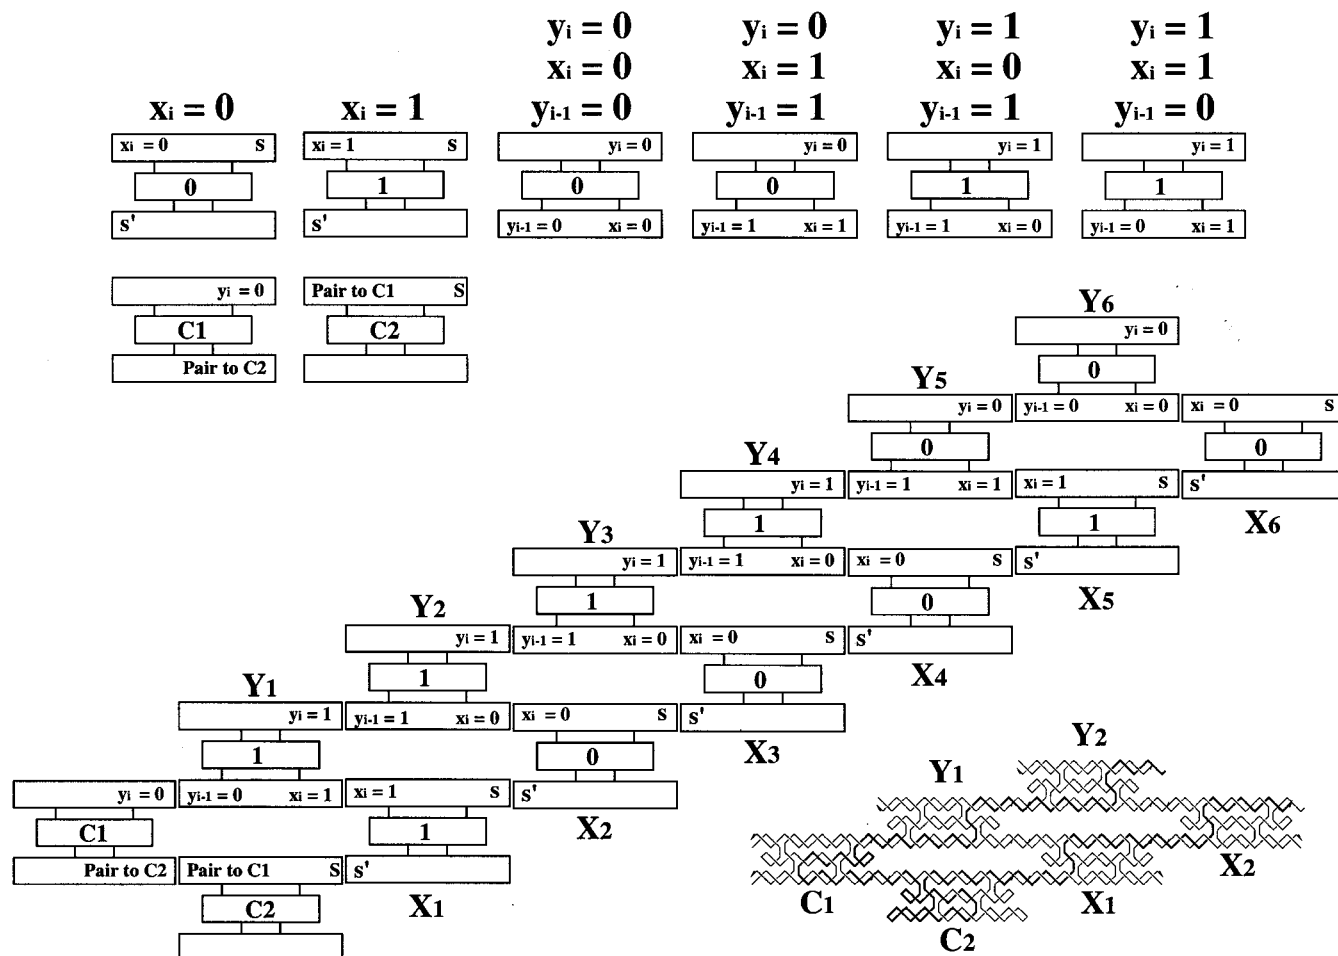 yi = 0 yi = 0 yi = 1 yi = 1
xi = 0 xi = 1 xi = 0 xi = 1
xi = 0 xi = 1 yi-1 = 0 yi-1 = 1 yi-1 = 1 yi-1 = 0
xi = 0 S xi = 1 S yi = 0 yi = 0 yi = 1 yi = 1
0 1 0 0 1 1
S' S' yi-1 = 0 xi = 0 yi-1 = 1 xi = 1 yi-1 = 1 xi = 0 yi-1 = 0 xi = 1
yi = 0 Pair to C1 S
C1 C2
Pair to C2
Y6
yi = 0
0
Y5
yi = 0 yi-1 = 0 xi = 0 xi = 0 S
0 0
Y4
yi = 1 yi-1 = 1 xi = 1 xi = 1 S S'
1 1 X6
Y3
yi = 1 yi-1 = 1 xi = 0 xi = 0 S S'
1 0 X5
Y2
yi = 1 yi-1 = 1 xi = 0 xi = 0 S S'
1 0 X4
Y1
yi = 1 yi-1 = 1 xi = 0 xi = 0 S S'
1 0 X3
yi = 0 yi-1 = 0 xi = 1 xi = 1 S S'
C1 1 X2
Pair to C2 Pair to C1 S S'
C2 X1
Y2
Y1
X2
C1 X1
C2